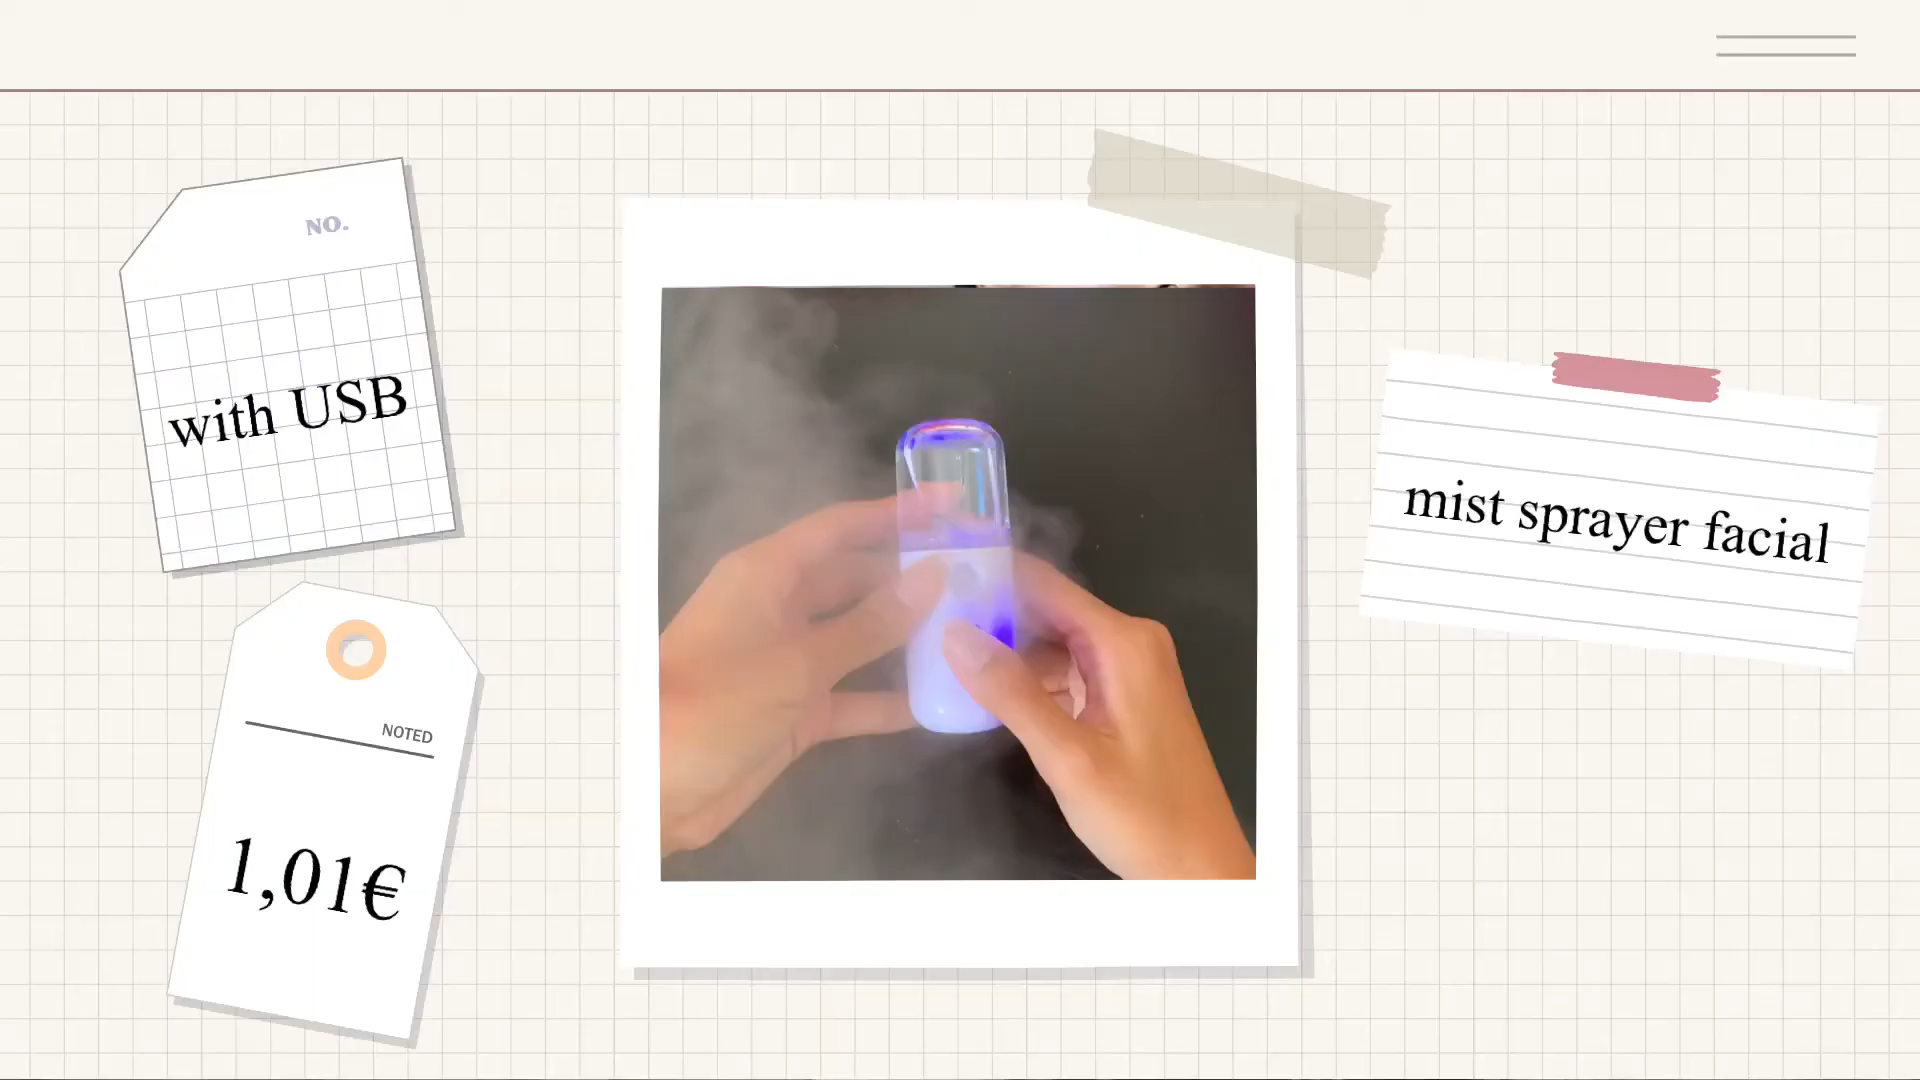 NO.
with USB
NOTED
1,01€
mist sprayer facial